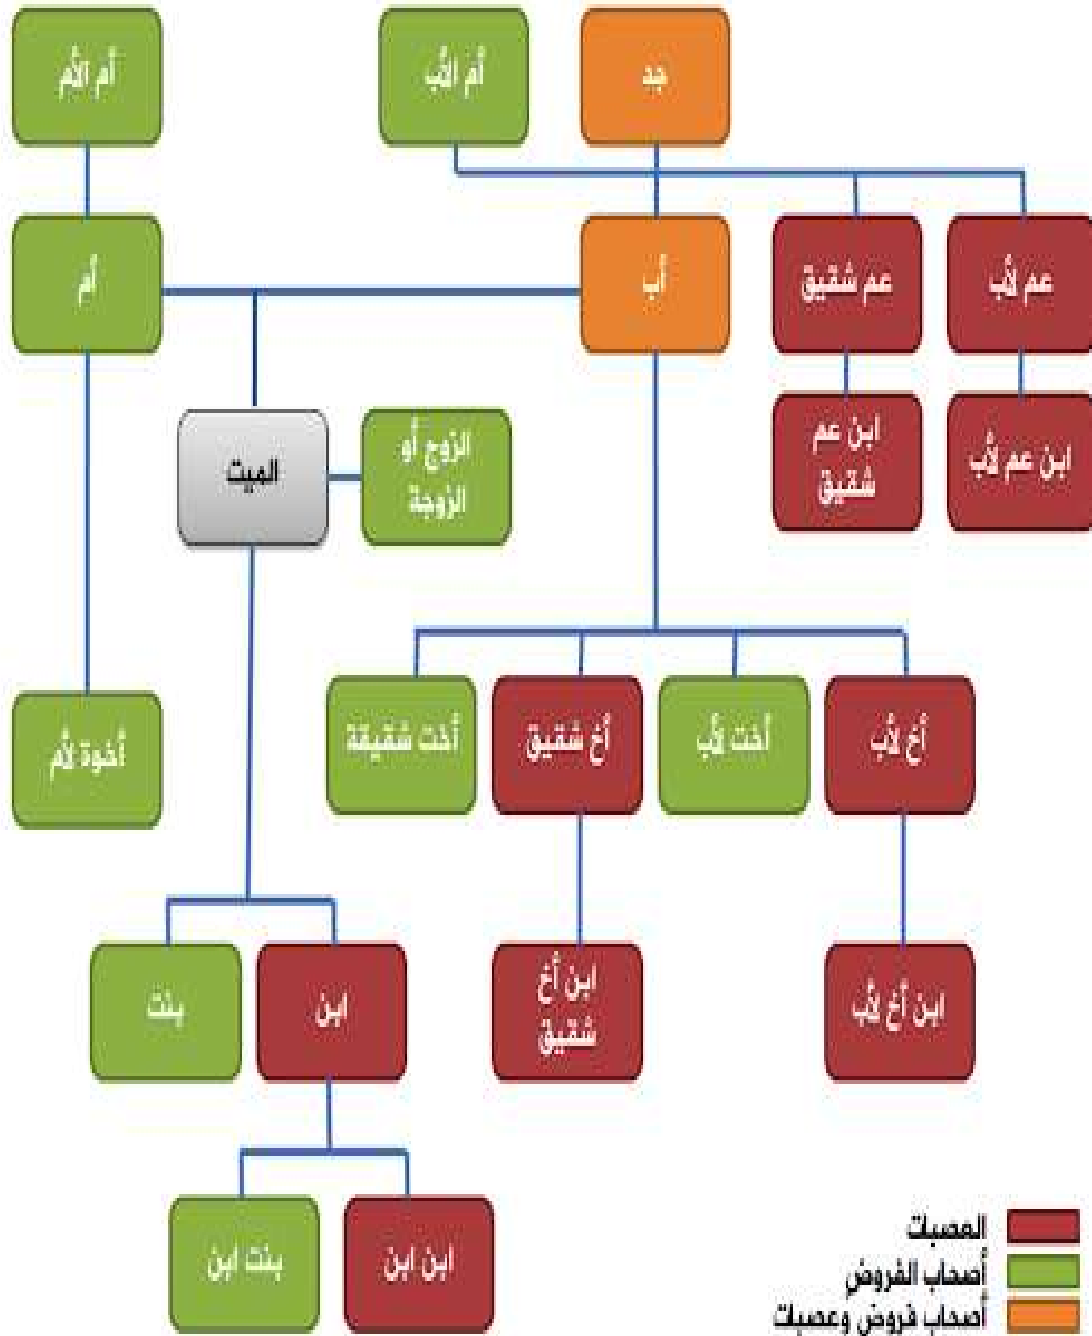 جد
أم الأب
أم الأم
عم لأب
عم شقيق
أب
أم
ابن عم لأب
ابن عم
شقيق
الزوج أو
الزوجة
الميت
أخ لأب
أخت لأب
أخ شقيق
أخت شقيقة
أخوة لأم
ابن أخ لأب
ابن أخ
شقيق
ابن
بنت
ابن ابن
بنت ابن
العصبات
أصحاب الفروض
أصحاب فروض وعصبات